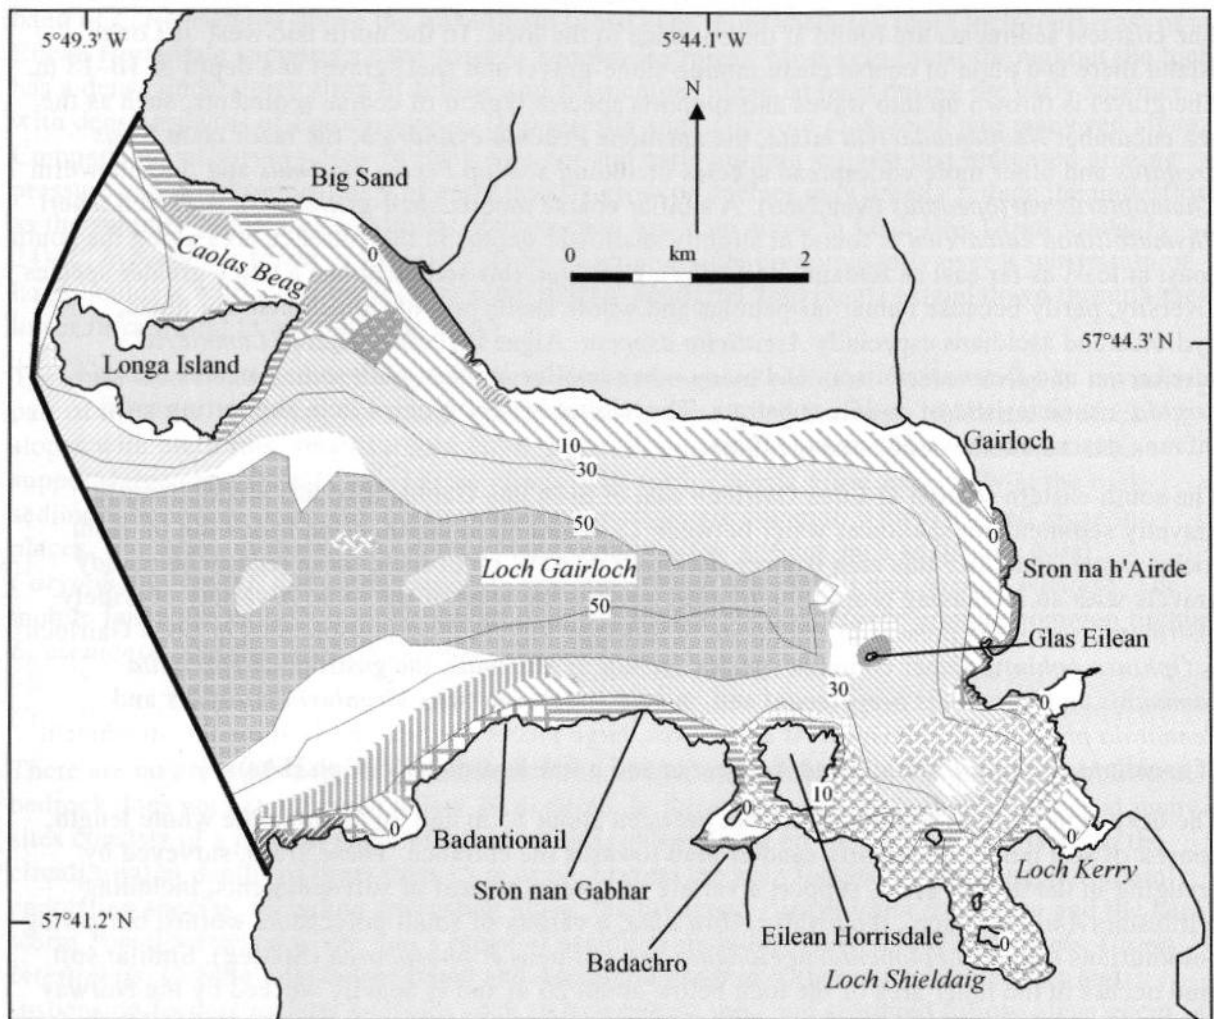 5°49.3' W
5°44.1' W
N
Big Sand
0
km
2
0
Caolas Beag
57°44.3' N
Longa Island
Gairloch
10
30
50
0
Loch Gairloch
Sron na h'Airde
50
Glas Eilean
30
0
10
0
0
0
Badantionail
Loch Kerry
Sròn nan Gabhar
57°41.2' N
Eilean Horrisdale
0
Badachro
Loch Shieldaig